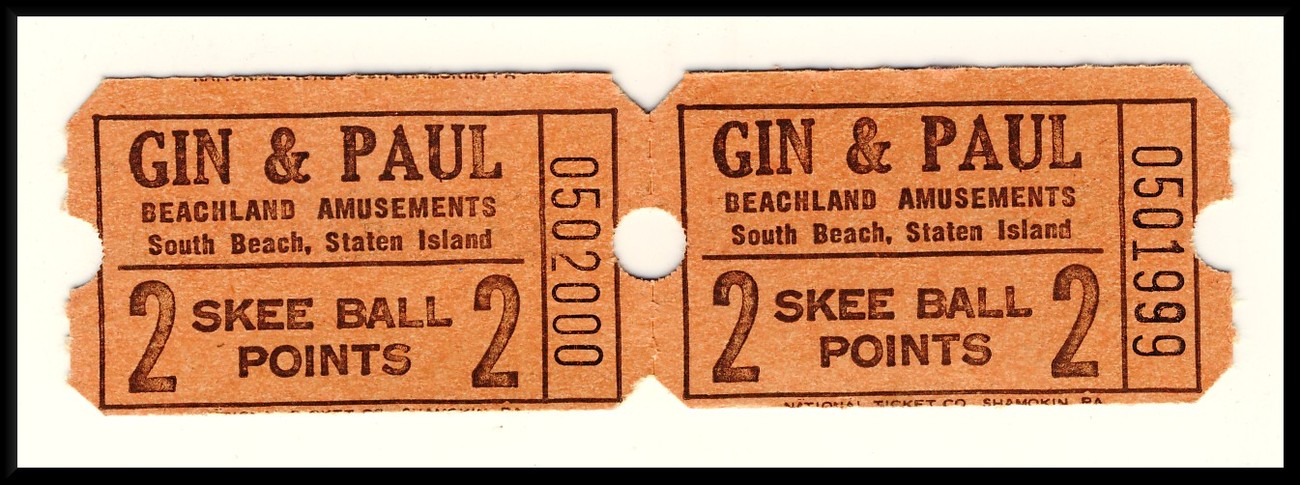 GIN & PAUL
BEACHLAND AMUSEMENTS
South Beach, Staten Island
2 SKEE BALL 2
POINTS
0502000
GIN & PAUL
BEACHLAND AMUSEMENTS
South Beach, Staten Island
2 SKEE BALL 2
POINTS
0501999
NATIONAL TICKET CO. SHAMOKIN, PA.